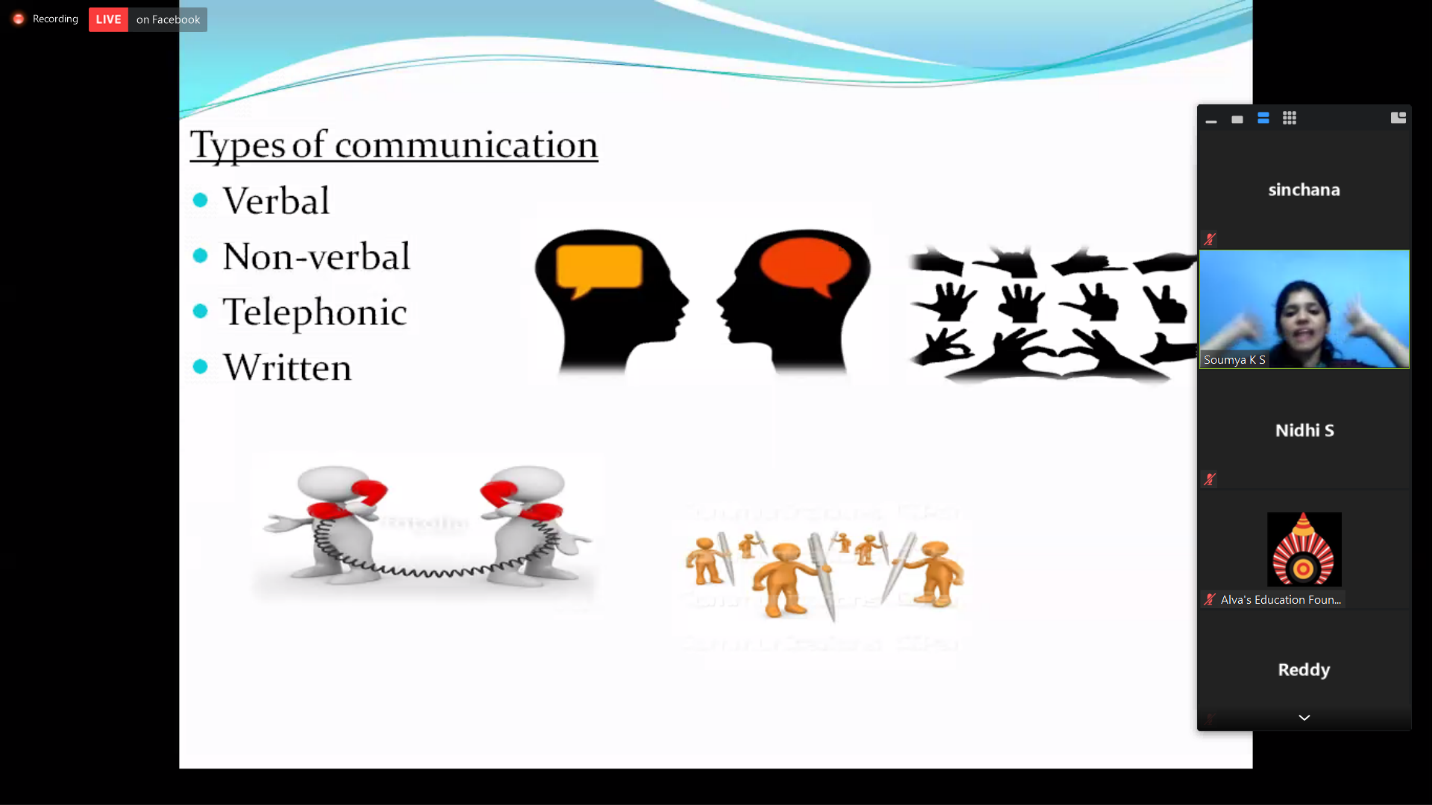 Recording
LIVE on Facebook
Types of communication
Verbal
Non-verbal
Telephonic
Written
sinchana
Soumya K S
Nidhi S
Alva's Education Foun...
Reddy